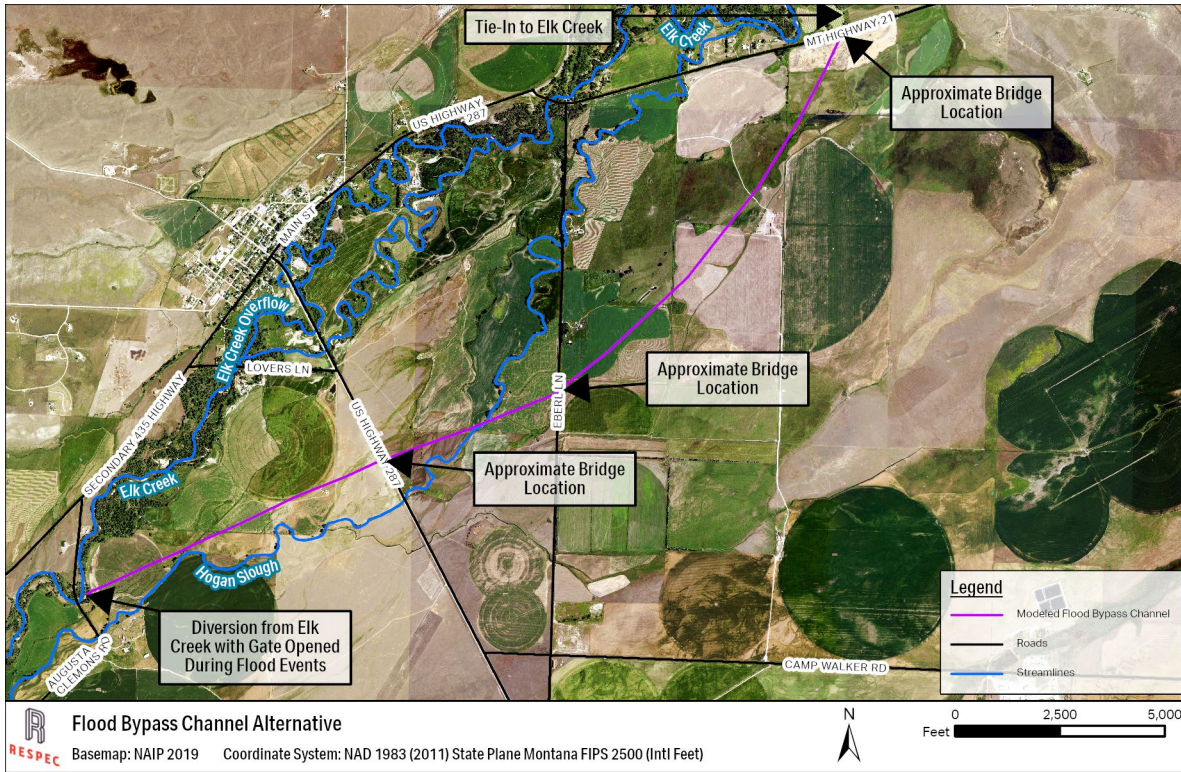 Tie-In to Elk Creek
Elk Creek
MT HIGHWAY 21
Approximate Bridge
Location
US HIGHWAY
287
MAIN ST
Elk Creek Overflow
LOVERS LN
SECONDARY 435 HIGHWAY
US HIGHWAY 287
EBERL LN
Approximate Bridge
Location
Approximate Bridge
Location
Elk Creek
Hogan Slough
Diversion from Elk
Creek with Gate Opened
During Flood Events
AUGUSTA
CLEMONS RD
CAMP WALKER RD
Legend
Modeled Flood Bypass Channel
Roads
Streamlines
RESPEC
Flood Bypass Channel Alternative
Basemap: NAIP 2019 Coordinate System: NAD 1983 (2011) State Plane Montana FIPS 2500 (Intl Feet)
N
0 2,500 5,000
Feet